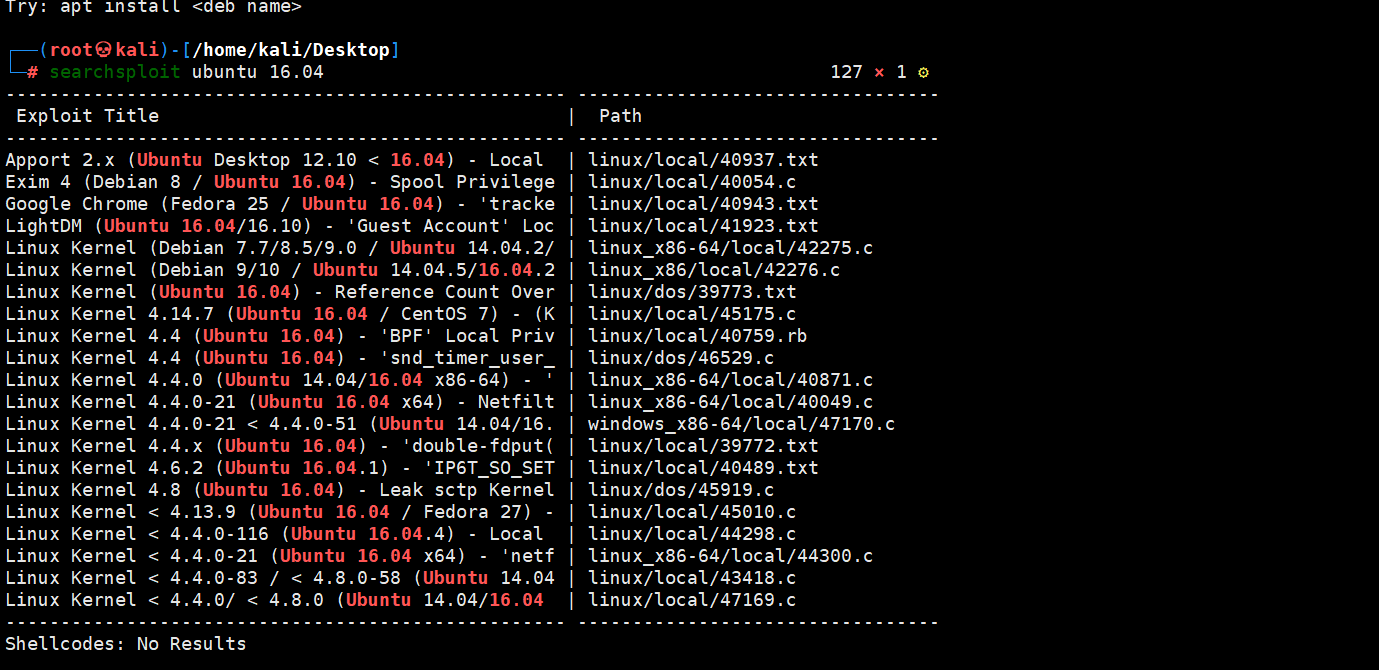 Try: apt install <deb name>
┌──(root💀kali)-[/home/kali/Desktop]
└─# searchsploit ubuntu 16.04 127 ⨯ 1 ⚙
--------------------------------------------------- ---------------------------------
Exploit Title | Path
--------------------------------------------------- ---------------------------------
Apport 2.x (Ubuntu Desktop 12.10 < 16.04) - Local | linux/local/40937.txt
Exim 4 (Debian 8 / Ubuntu 16.04) - Spool Privilege | linux/local/40054.c
Google Chrome (Fedora 25 / Ubuntu 16.04) - 'tracke | linux/local/40943.txt
LightDM (Ubuntu 16.04/16.10) - 'Guest Account' Loc | linux/local/41923.txt
Linux Kernel (Debian 7.7/8.5/9.0 / Ubuntu 14.04.2/ | linux_x86-64/local/42275.c
Linux Kernel (Debian 9/10 / Ubuntu 14.04.5/16.04.2 | linux_x86/local/42276.c
Linux Kernel (Ubuntu 16.04) - Reference Count Over | linux/dos/39773.txt
Linux Kernel 4.14.7 (Ubuntu 16.04 / CentOS 7) - (K | linux/local/45175.c
Linux Kernel 4.4 (Ubuntu 16.04) - 'BPF' Local Priv | linux/local/40759.rb
Linux Kernel 4.4 (Ubuntu 16.04) - 'snd_timer_user_ | linux/dos/46529.c
Linux Kernel 4.4.0 (Ubuntu 14.04/16.04 x86-64) - ' | linux_x86-64/local/40871.c
Linux Kernel 4.4.0-21 (Ubuntu 16.04 x64) - Netfilt | linux_x86-64/local/40049.c
Linux Kernel 4.4.0-21 < 4.4.0-51 (Ubuntu 14.04/16. | windows_x86-64/local/47170.c
Linux Kernel 4.4.x (Ubuntu 16.04) - 'double-fdput( | linux/local/39772.txt
Linux Kernel 4.6.2 (Ubuntu 16.04.1) - 'IP6T_SO_SET | linux/local/40489.txt
Linux Kernel 4.8 (Ubuntu 16.04) - Leak sctp Kernel | linux/dos/45919.c
Linux Kernel < 4.13.9 (Ubuntu 16.04 / Fedora 27) - | linux/local/45010.c
Linux Kernel < 4.4.0-116 (Ubuntu 16.04.4) - Local | linux/local/44298.c
Linux Kernel < 4.4.0-21 (Ubuntu 16.04 x64) - 'netf | linux_x86-64/local/44300.c
Linux Kernel < 4.4.0-83 / < 4.8.0-58 (Ubuntu 14.04 | linux/local/43418.c
Linux Kernel < 4.4.0/ < 4.8.0 (Ubuntu 14.04/16.04 | linux/local/47169.c
--------------------------------------------------- ---------------------------------
Shellcodes: No Results